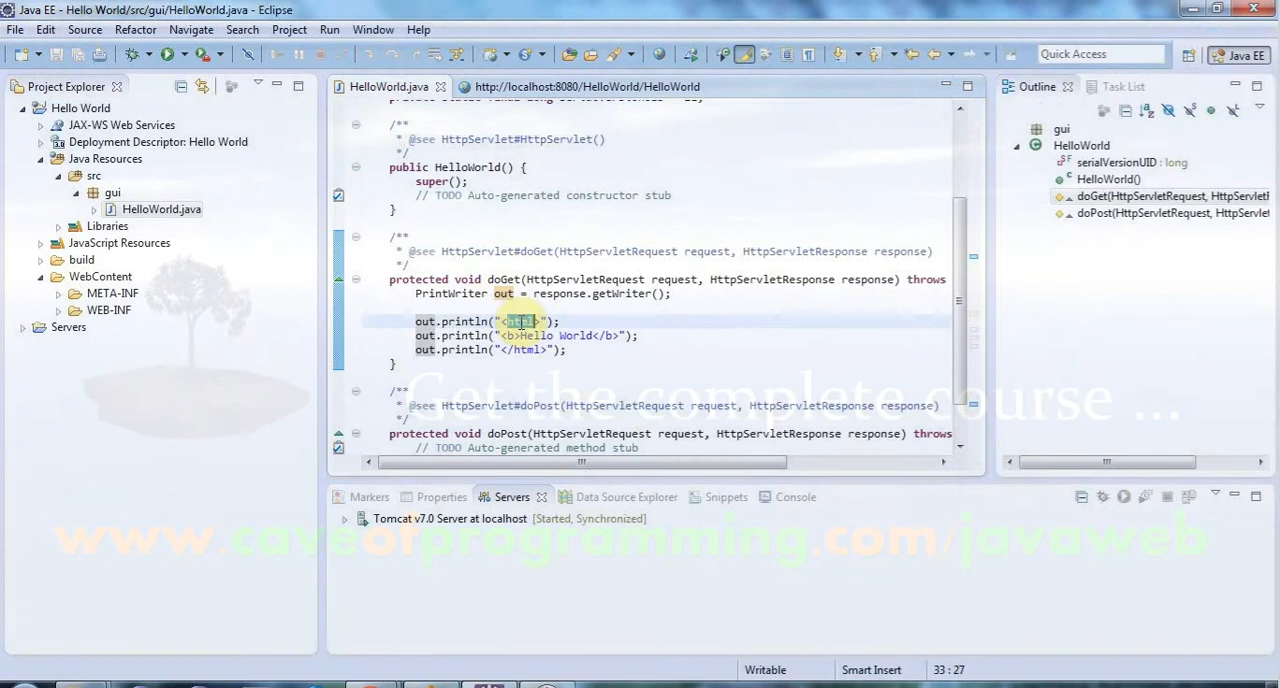 Java EE - Hello World/src/gui/HelloWorld.java - Eclipse
File Edit Source Refactor Navigate Search Project Run Window Help
Quick Access
Java EE
Project Explorer
Hello World
JAX-WS Web Services
Deployment Descriptor: Hello World
Java Resources
src
gui
HelloWorld.java
Libraries
JavaScript Resources
build
WebContent
META-INF
WEB-INF
Servers
HelloWorld.java
http://localhost:8080/HelloWorld/HelloWorld
/**
* @see HttpServlet#HttpServlet()
*/
public HelloWorld() {
super();
// TODO Auto-generated constructor stub
}
/**
* @see HttpServlet#doGet(HttpServletRequest request, HttpServletResponse response)
*/
protected void doGet(HttpServletRequest request, HttpServletResponse response) throws
PrintWriter out = response.getWriter();
out.println("<html>");
out.println("<b>Hello World</b>");
out.println("</html>");
}
/**
* @see HttpServlet#doPost(HttpServletRequest request, HttpServletResponse response)
*/
protected void doPost(HttpServletRequest request, HttpServletResponse response) throws
// TODO Auto-generated method stub
Get the complete course ...
Outline
Task List
gui
HelloWorld
serialVersionUID : long
HelloWorld()
doGet(HttpServletRequest, HttpServletR
doPost(HttpServletRequest, HttpServlet
Markers Properties Servers Data Source Explorer Snippets Console
Tomcat v7.0 Server at localhost [Started, Synchronized]
www.caveofprogramming.com/javaweb
Writable
Smart Insert
33 : 27